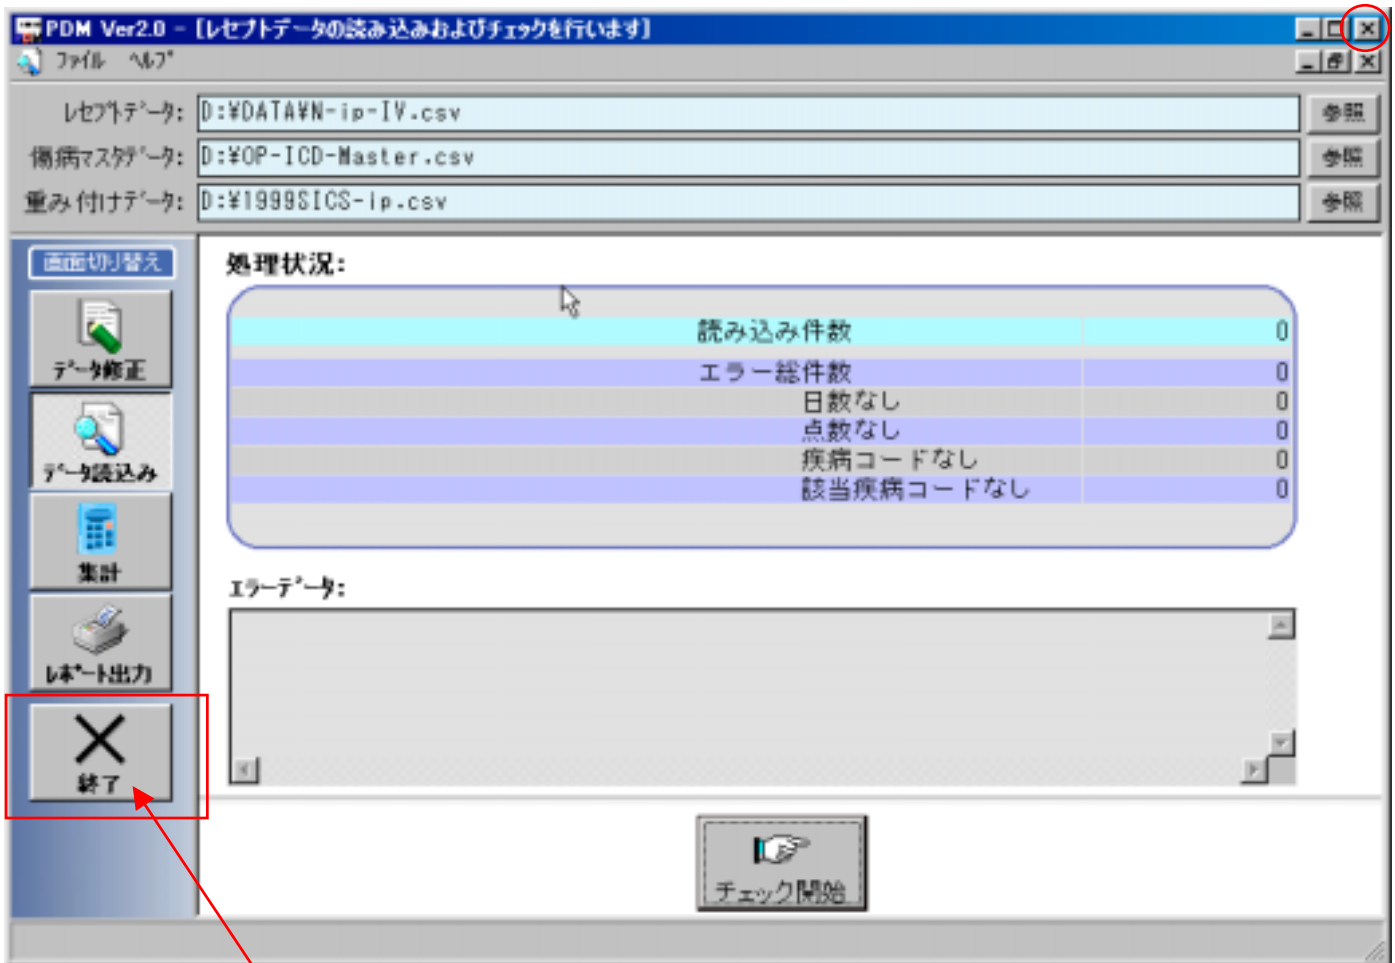 PDM Ver2.0 - [レセプトデータの読み込みおよびチェックを行います]
ファイル ヘルプ
レセプトデータ: D:¥DATA¥N-ip-IV.csv 参照
傷病マスタデータ: D:¥OP-ICD-Master.csv 参照
重み付けデータ: D:¥1999SICS-ip.csv 参照
画面切り替え
データ修正
データ読込み
集計
レポート出力
終了
処理状況:
読み込み件数 0
エラー総件数 0
日数なし 0
点数なし 0
疾病コードなし 0
該当疾病コードなし 0
エラーデータ:
チェック開始